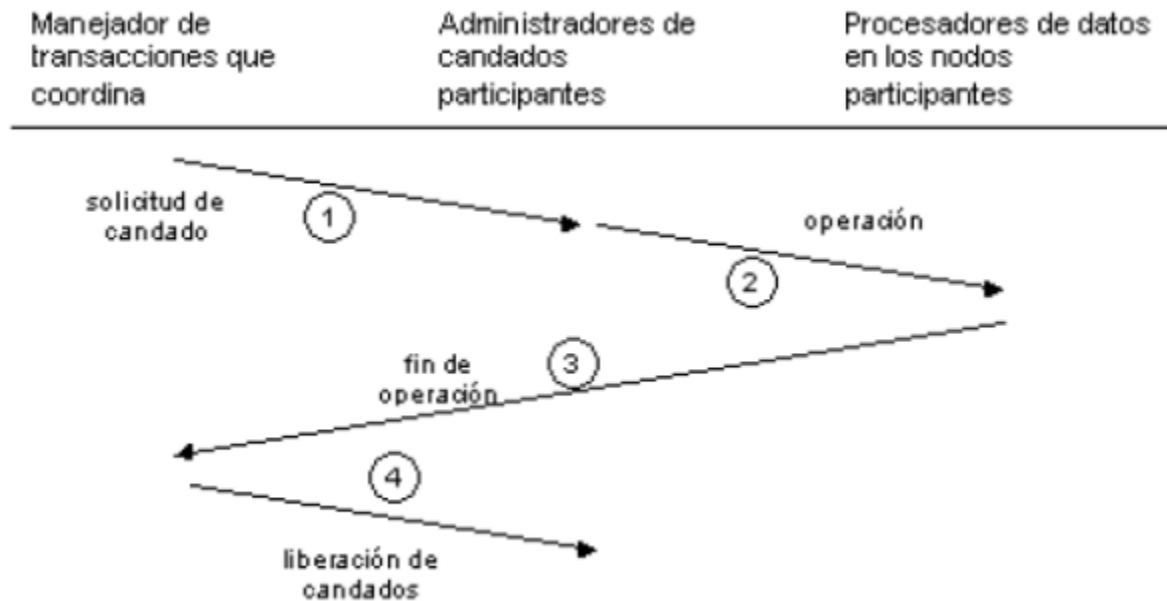 Manejador de
transacciones que
coordina
Administradores de
candados
participantes
Procesadores de datos
en los nodos
participantes
solicitud de
candado
1
operación
2
fin de
operación
3
4
liberación de
candados